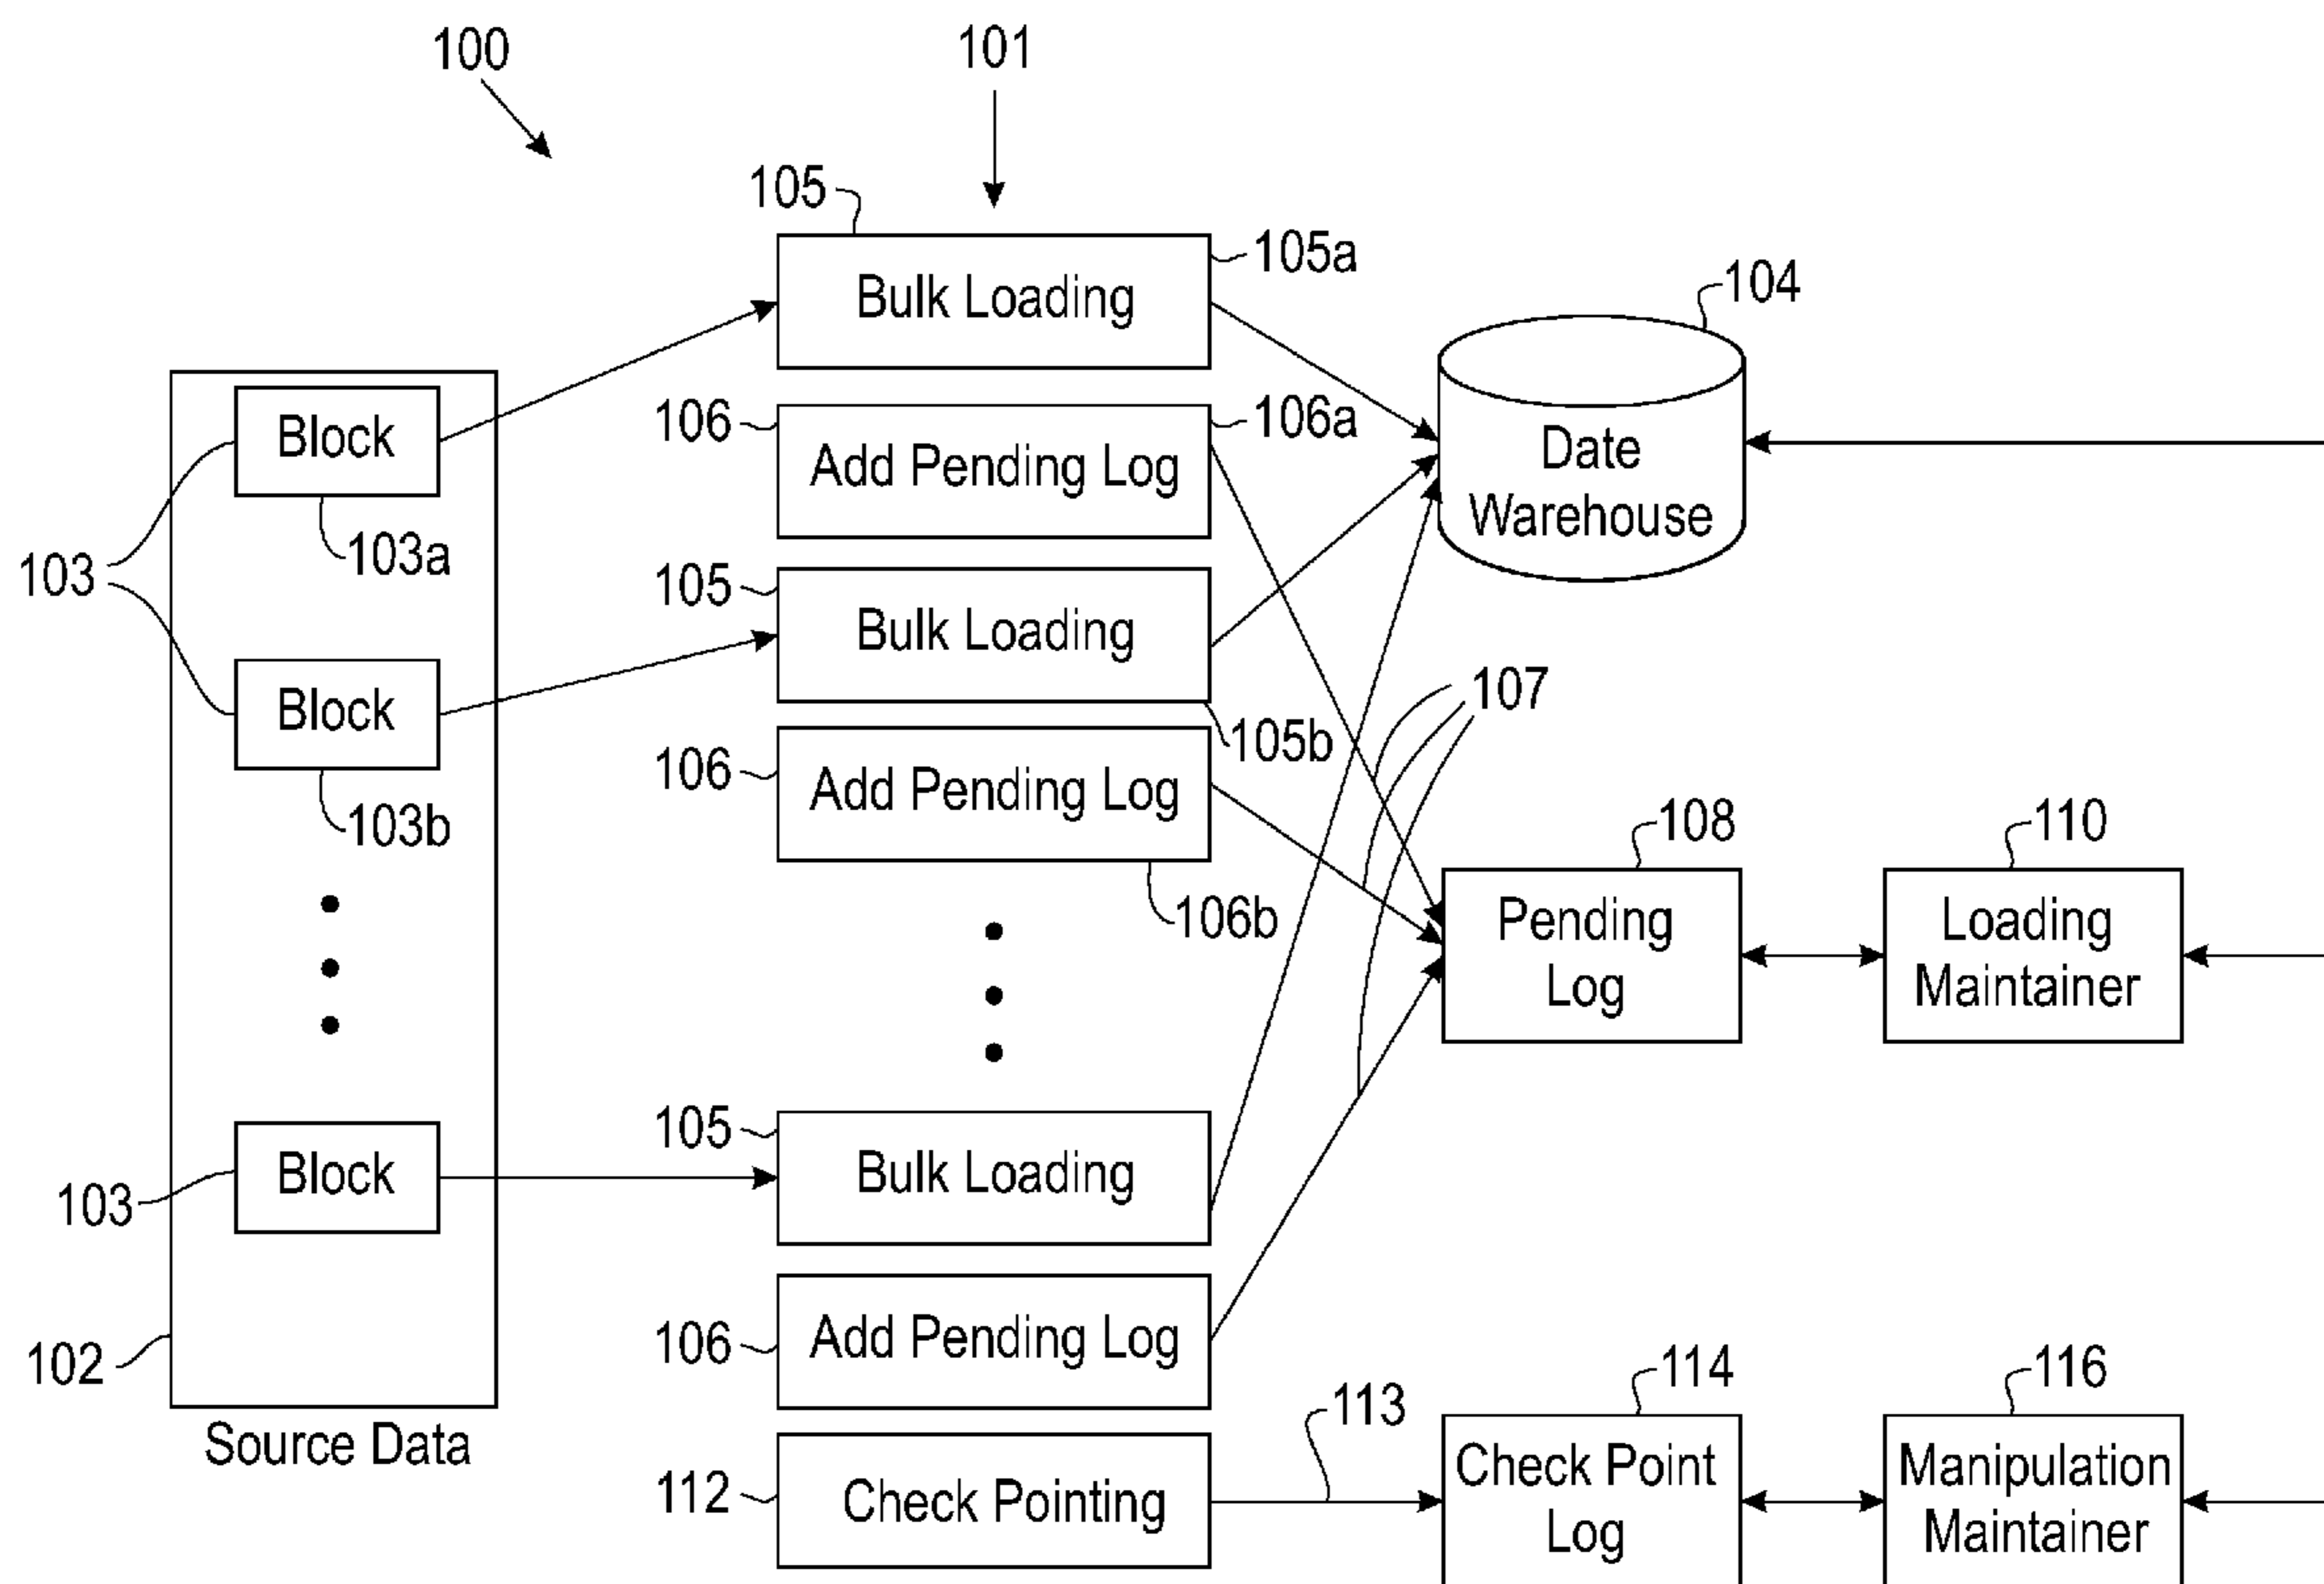 100
101
105
105a
Bulk Loading
104
Block
106
106a
Add Pending Log
Date
Warehouse
103a
103
105
Bulk Loading
107
Block
105b
106
Add Pending Log
103b
108
110
106b
Pending
Log
Loading
Maintainer
105
Bulk Loading
Block
103
106
Add Pending Log
102
114
116
113
Source Data
112
Check Pointing
Check Point
Log
Manipulation
Maintainer